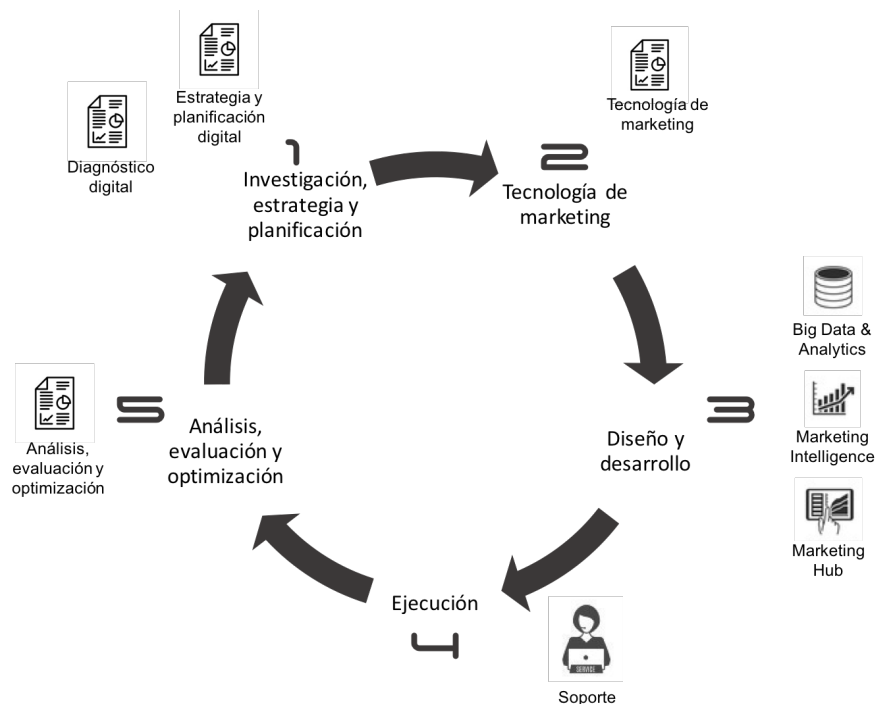 Estrategia y
planificación
digital
Diagnóstico
digital
1
Investigación,
estrategia y
planificación
Tecnología de
marketing
2
Tecnología de
marketing
Big Data &
Analytics
Marketing
Intelligence
Marketing
Hub
3
Diseño y
desarrollo
Ejecución
4
SERVICE
Soporte
5
Análisis,
evaluación y
optimización
Análisis,
evaluación y
optimización